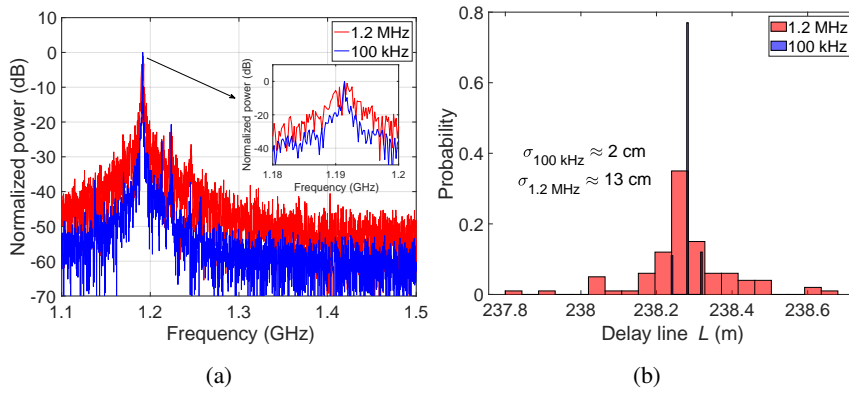 10
0
-10
-20
-30
-40
-50
-60
-70
1.1
1.2
1.3
1.4
1.5
Normalized power (dB)
Frequency (GHz)
1.2 MHz
100 kHz
Normalized power (dB)
0
-20
-40
1.18
1.19
1.2
Frequency (GHz)
(a)
0.8
0.6
0.4
0.2
0
Probability
1.2 MHz
100 kHz
σ100 kHz ≈ 2 cm
σ1.2 MHz ≈ 13 cm
237.8
238
238.2
238.4
238.6
Delay line L (m)
(b)